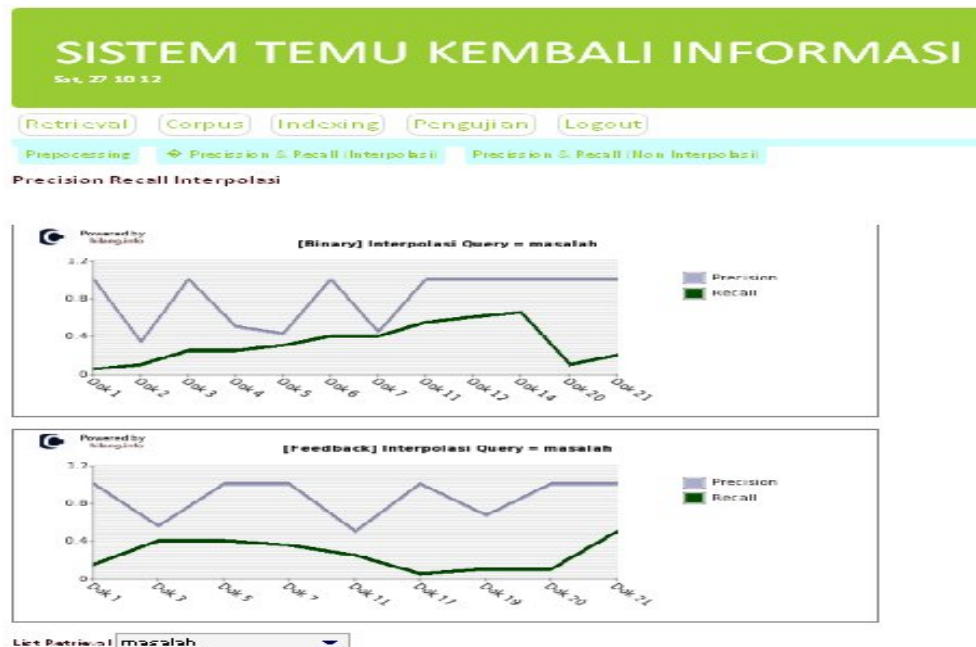 SISTEM TEMU KEMBALI INFORMASI
Sat, 27 10 12
Retrieval Corpus Indexing Pengujian Logout
Prepocessing � Precission & Recall (Interpolasi) Precission & Recall (Non Interpolasi)
Precision Recall Interpolasi
Powered by
[Binary] Interpolasi Query = masalah
1.2
0.8
0.4
0
Precision
Recall
Dok 1 Dok 2 Dok 3 Dok 4 Dok 5 Dok 6 Dok 7 Dok 11 Dok 12 Dok 14 Dok 20 Dok 21
Powered by
[Feedback] Interpolasi Query = masalah
1.2
0.8
0.4
0
Precision
Recall
Dok 1 Dok 3 Dok 5 Dok 7 Dok 11 Dok 17 Dok 19 Dok 20 Dok 21
List Retrieval masalah